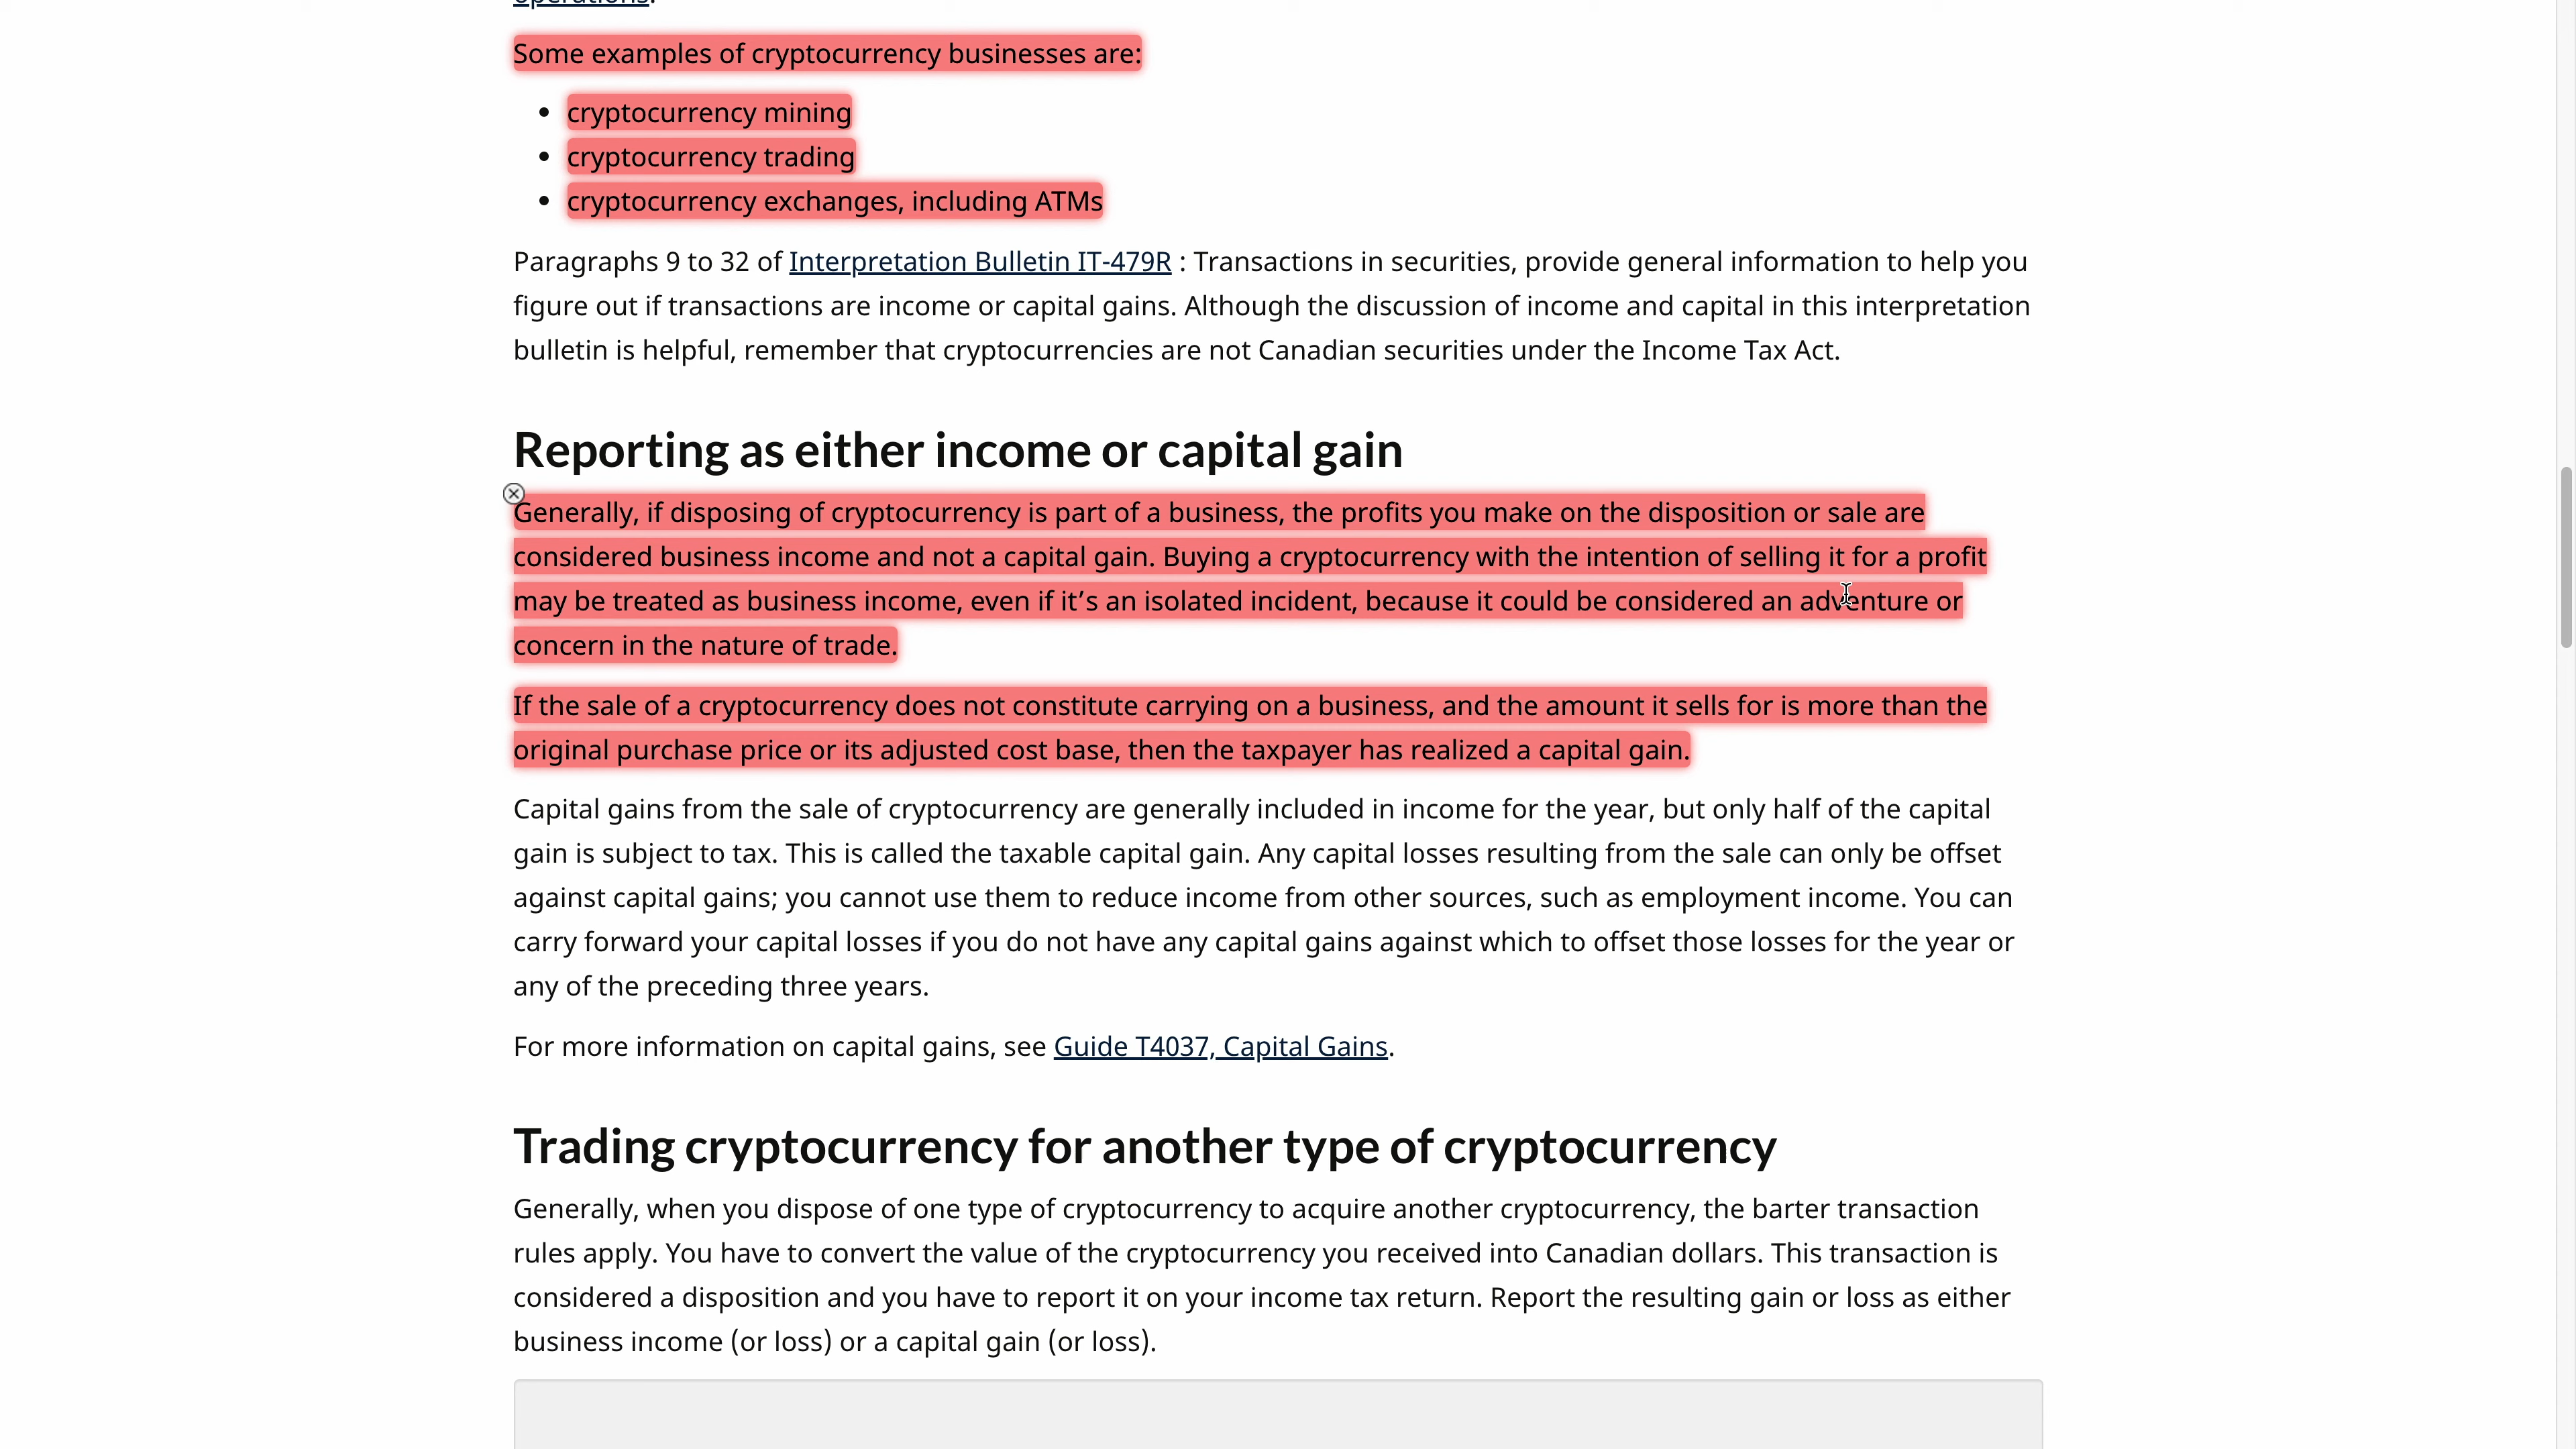 operations.
Some examples of cryptocurrency businesses are:
cryptocurrency mining
cryptocurrency trading
cryptocurrency exchanges, including ATMs
Paragraphs 9 to 32 of Interpretation Bulletin IT-479R : Transactions in securities, provide general information to help you
figure out if transactions are income or capital gains. Although the discussion of income and capital in this interpretation
bulletin is helpful, remember that cryptocurrencies are not Canadian securities under the Income Tax Act.
Reporting as either income or capital gain
Generally, if disposing of cryptocurrency is part of a business, the profits you make on the disposition or sale are
considered business income and not a capital gain. Buying a cryptocurrency with the intention of selling it for a profit
may be treated as business income, even if it’s an isolated incident, because it could be considered an adventure or
concern in the nature of trade.
If the sale of a cryptocurrency does not constitute carrying on a business, and the amount it sells for is more than the
original purchase price or its adjusted cost base, then the taxpayer has realized a capital gain.
Capital gains from the sale of cryptocurrency are generally included in income for the year, but only half of the capital
gain is subject to tax. This is called the taxable capital gain. Any capital losses resulting from the sale can only be offset
against capital gains; you cannot use them to reduce income from other sources, such as employment income. You can
carry forward your capital losses if you do not have any capital gains against which to offset those losses for the year or
any of the preceding three years.
For more information on capital gains, see Guide T4037, Capital Gains.
Trading cryptocurrency for another type of cryptocurrency
Generally, when you dispose of one type of cryptocurrency to acquire another cryptocurrency, the barter transaction
rules apply. You have to convert the value of the cryptocurrency you received into Canadian dollars. This transaction is
considered a disposition and you have to report it on your income tax return. Report the resulting gain or loss as either
business income (or loss) or a capital gain (or loss).